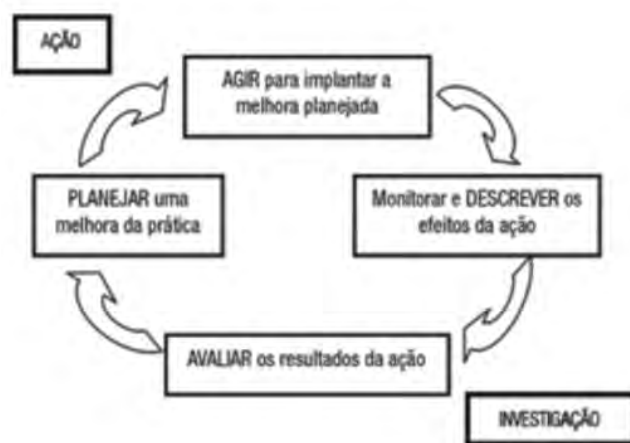 AÇÃO
AGIR para implantar a
melhora planejada
PLANEJAR uma
melhora da prática
Monitorar e DESCREVER os
efeitos da ação
AVALIAR os resultados da ação
INVESTIGAÇÃO